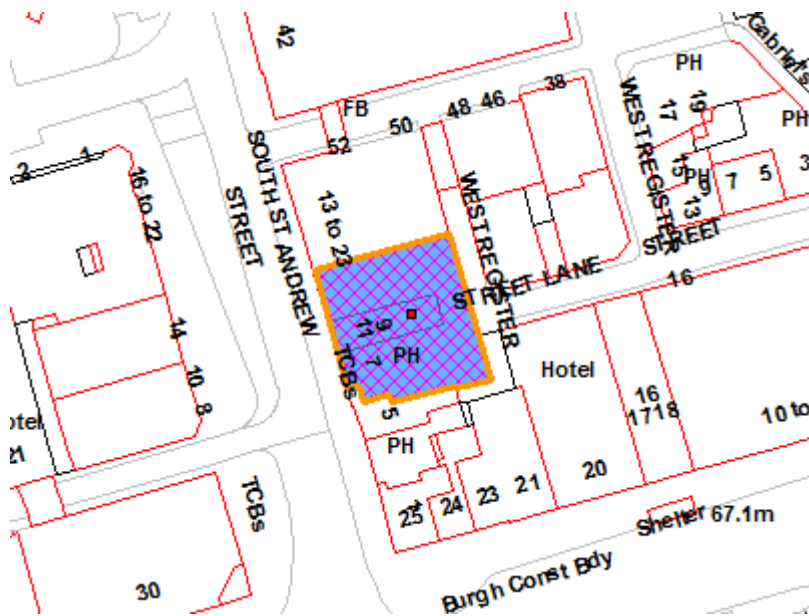 42
PH
Gabriel's
FB
50
48 46
38
52
WEST REGISTER
17
19
PH
2
1
16 to 22
SOUTH ST ANDREW
STREET
13 to 23
WEST REGISTER
15
PH
9
7
5
3
13
STREET
STREET LANE
16
14
11
9
7
PH
TCBs
Hotel
10
8
5
16
17 18
10 to
otel
21
PH
TCBs
25
1
24
23
21
20
Shelter
67.1m
30
Burgh Const Bdy